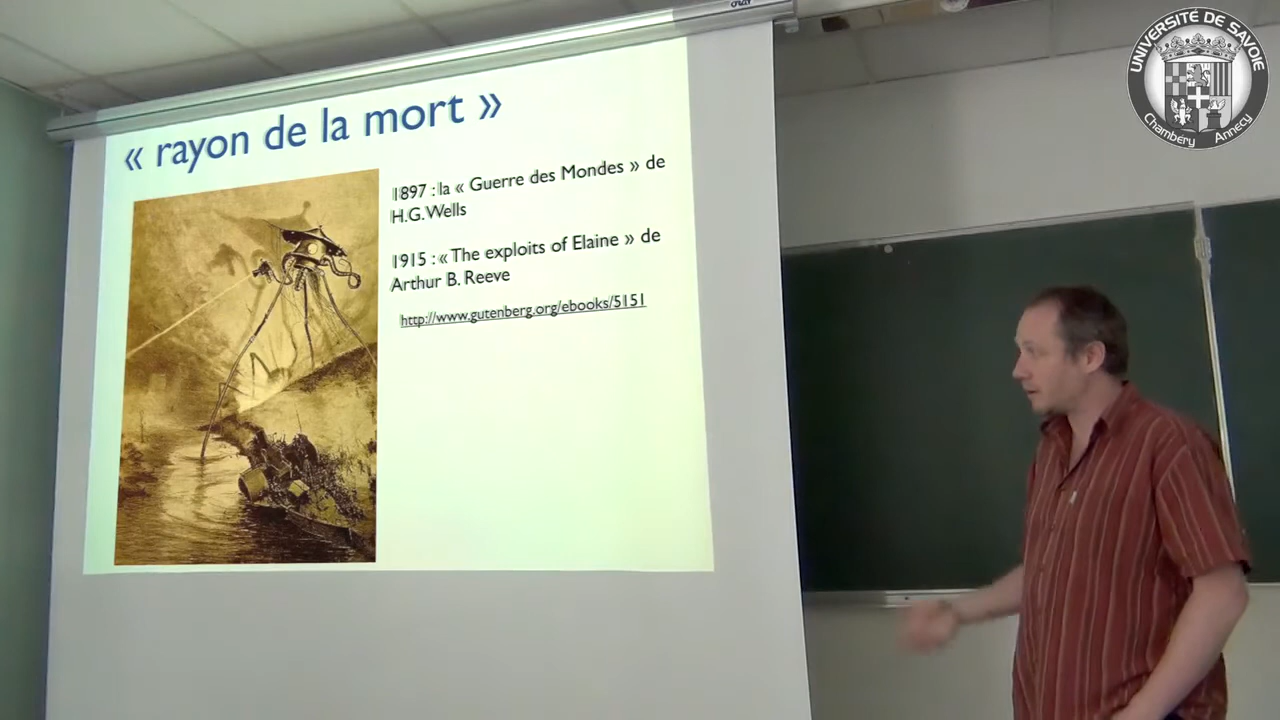 « rayon de la mort »
1897 : la « Guerre des Mondes » de
H.G. Wells
1915 : « The exploits of Elaine » de
Arthur B. Reeve
http://www.gutenberg.org/ebooks/5151
UNIVERSITÉ DE SAVOIE
Chambéry Annecy